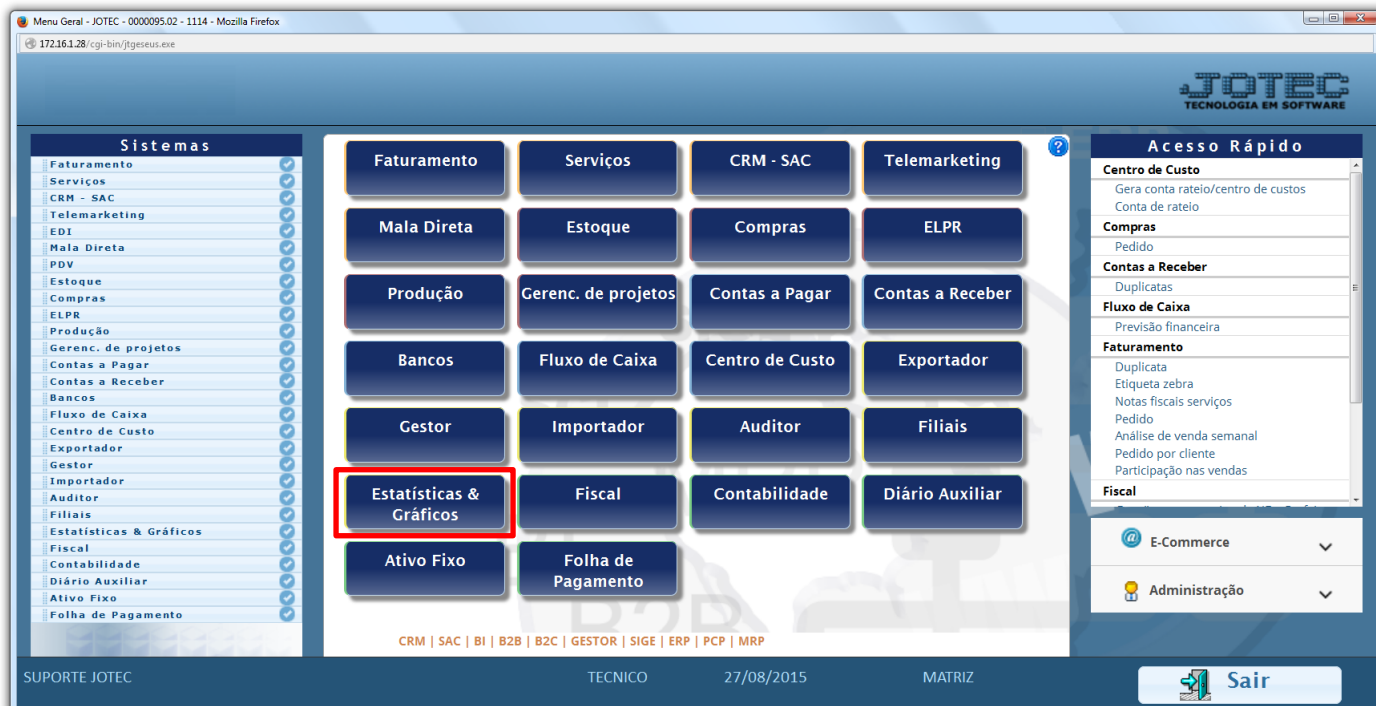 Menu Geral - JOTEC - 0000095.02 - 1114 - Mozilla Firefox
172.16.1.28/cgi-bin/jtgeseus.exe
JOTEC
TECNOLOGIA EM SOFTWARE
Sistemas
Faturamento
Serviços
CRM - SAC
Telemarketing
EDI
Mala Direta
PDV
Estoque
Compras
ELPR
Produção
Gerenc. de projetos
Contas a Pagar
Contas a Receber
Bancos
Fluxo de Caixa
Centro de Custo
Exportador
Gestor
Importador
Auditor
Filiais
Estatísticas & Gráficos
Fiscal
Contabilidade
Diário Auxiliar
Ativo Fixo
Folha de Pagamento
Faturamento Serviços CRM - SAC Telemarketing
Mala Direta Estoque Compras ELPR
Produção Gerenc. de projetos Contas a Pagar Contas a Receber
Bancos Fluxo de Caixa Centro de Custo Exportador
Gestor Importador Auditor Filiais
Estatísticas & Gráficos Fiscal Contabilidade Diário Auxiliar
Ativo Fixo Folha de Pagamento
B2B
CRM | SAC | BI | B2B | B2C | GESTOR | SIGE | ERP | PCP | MRP
Acesso Rápido
Centro de Custo
Gera conta rateio/centro de custos
Conta de rateio
Compras
Pedido
Contas a Receber
Duplicatas
Fluxo de Caixa
Previsão financeira
Faturamento
Duplicata
Etiqueta zebra
Notas fiscais serviços
Pedido
Análise de venda semanal
Pedido por cliente
Participação nas vendas
Fiscal
E-Commerce
Administração
SUPORTE JOTEC TECNICO 27/08/2015 MATRIZ
Sair